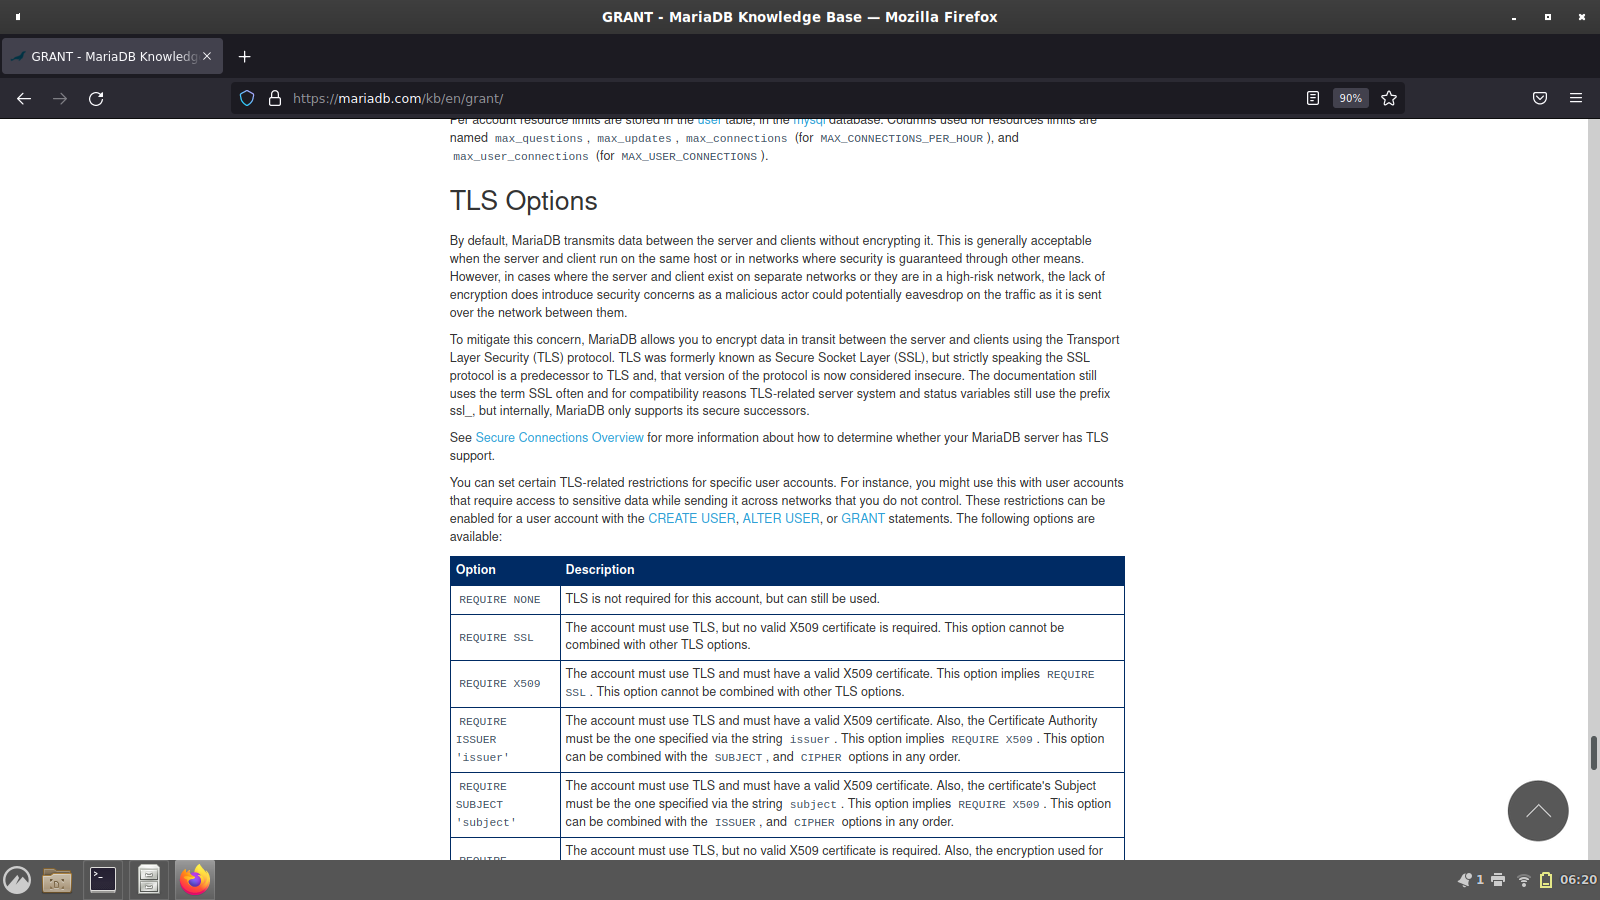 GRANT - MariaDB Knowledge Base — Mozilla Firefox
GRANT - MariaDB Knowledg
https://mariadb.com/kb/en/grant/
90%
Per account resource limits are stored in the user table, in the mysql database. Columns used for resources limits are
named max_questions, max_updates, max_connections (for MAX_CONNECTIONS_PER_HOUR), and
max_user_connections (for MAX_USER_CONNECTIONS).
TLS Options
By default, MariaDB transmits data between the server and clients without encrypting it. This is generally acceptable
when the server and client run on the same host or in networks where security is guaranteed through other means.
However, in cases where the server and client exist on separate networks or they are in a high-risk network, the lack of
encryption does introduce security concerns as a malicious actor could potentially eavesdrop on the traffic as it is sent
over the network between them.
To mitigate this concern, MariaDB allows you to encrypt data in transit between the server and clients using the Transport
Layer Security (TLS) protocol. TLS was formerly known as Secure Socket Layer (SSL), but strictly speaking the SSL
protocol is a predecessor to TLS and, that version of the protocol is now considered insecure. The documentation still
uses the term SSL often and for compatibility reasons TLS-related server system and status variables still use the prefix
ssl_, but internally, MariaDB only supports its secure successors.
See Secure Connections Overview for more information about how to determine whether your MariaDB server has TLS
support.
You can set certain TLS-related restrictions for specific user accounts. For instance, you might use this with user accounts
that require access to sensitive data while sending it across networks that you do not control. These restrictions can be
enabled for a user account with the CREATE USER, ALTER USER, or GRANT statements. The following options are
available:
Option Description
REQUIRE NONE TLS is not required for this account, but can still be used.
REQUIRE SSL
The account must use TLS, but no valid X509 certificate is required. This option cannot be
combined with other TLS options.
REQUIRE X509
The account must use TLS and must have a valid X509 certificate. This option implies REQUIRE
SSL. This option cannot be combined with other TLS options.
REQUIRE
ISSUER
'issuer'
The account must use TLS and must have a valid X509 certificate. Also, the Certificate Authority
must be the one specified via the string issuer. This option implies REQUIRE X509. This option
can be combined with the SUBJECT, and CIPHER options in any order.
REQUIRE
SUBJECT
'subject'
The account must use TLS and must have a valid X509 certificate. Also, the certificate's Subject
must be the one specified via the string subject. This option implies REQUIRE X509. This option
can be combined with the ISSUER, and CIPHER options in any order.
REQUIRE
The account must use TLS, but no valid X509 certificate is required. Also, the encryption used for
1
06:20